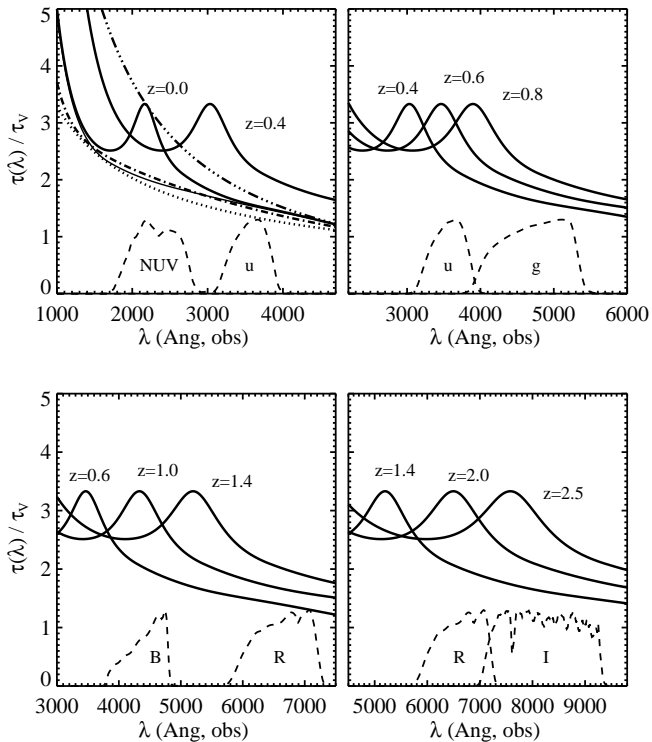 5
4
3
2
1
0
τ(λ) / τV
z=0.0
z=0.4
NUV
u
1000 2000 3000 4000
λ (Ang, obs)
z=0.4
z=0.6
z=0.8
u
g
3000 4000 5000 6000
λ (Ang, obs)
5
4
3
2
1
0
τ(λ) / τV
z=0.6
z=1.0
z=1.4
B
R
3000 4000 5000 6000 7000
λ (Ang, obs)
z=1.4
z=2.0
z=2.5
R
I
5000 6000 7000 8000 9000
λ (Ang, obs)